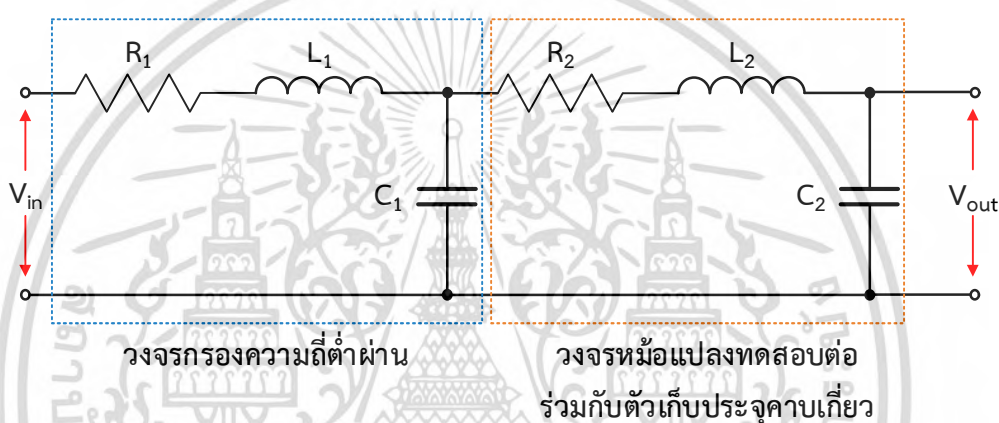 R₁
L₁
R₂
L₂
V_in
C₁
C₂
V_out
วงจรกรองความถี่ต่ำผ่าน
วงจรหม้อแปลงทดสอบต่อ
ร่วมกับตัวเก็บประจุคาบเกี่ยว